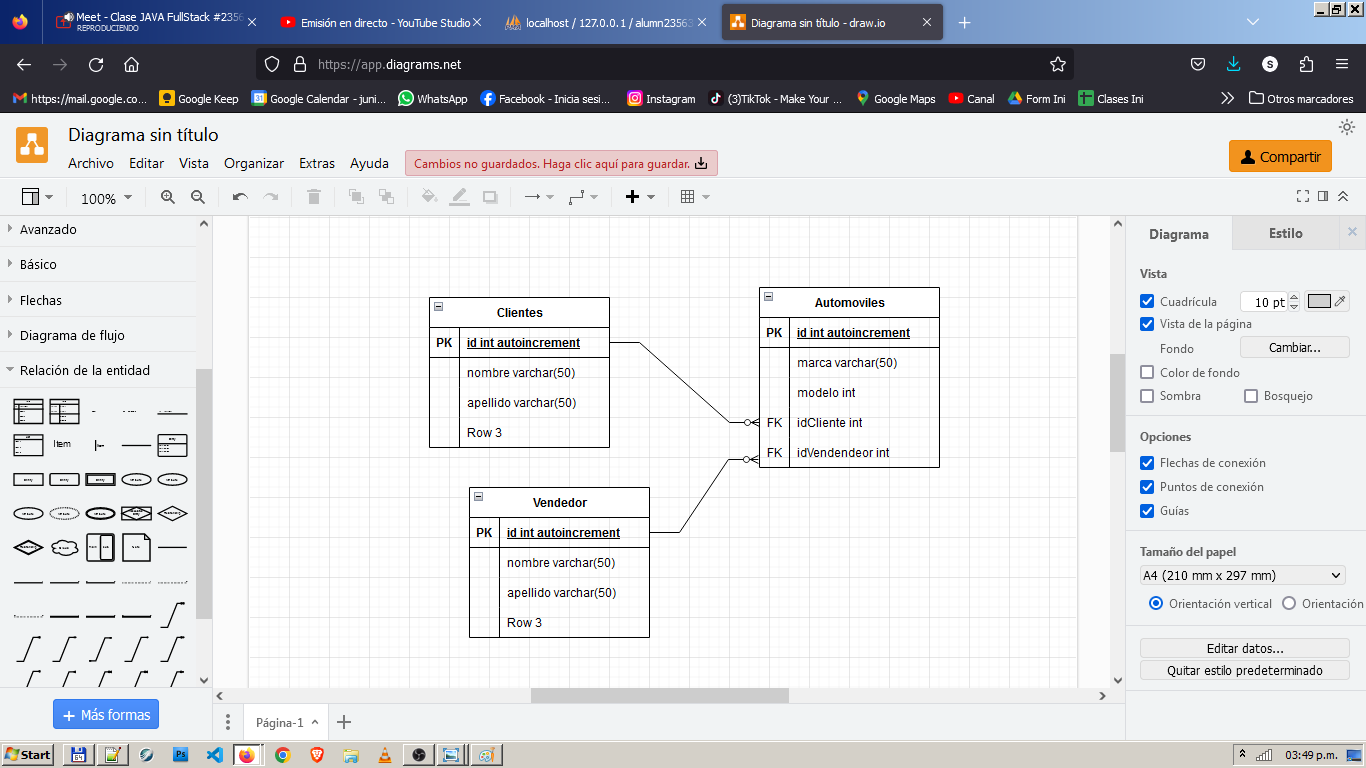 Meet - Clase JAVA FullStack #2356
REPRODUCIENDO
Emisión en directo - YouTube Studio
localhost / 127.0.0.1 / alumn23563
Diagrama sin título - draw.io
https://app.diagrams.net
https://mail.google.co...
Google Keep
Google Calendar - juni...
WhatsApp
Facebook - Inicia sesi...
Instagram
(3)TikTok - Make Your ...
Google Maps
Canal
Form Ini
Clases Ini
Otros marcadores
Diagrama sin título
Archivo
Editar
Vista
Organizar
Extras
Ayuda
Cambios no guardados. Haga clic aquí para guardar.
Compartir
100%
Avanzado
Básico
Flechas
Diagrama de flujo
Relación de la entidad
Item
Más formas
Clientes
PK id int autoincrement
nombre varchar(50)
apellido varchar(50)
Row 3
Automoviles
PK id int autoincrement
marca varchar(50)
modelo int
FK idCliente int
FK idVendendeor int
Vendedor
PK id int autoincrement
nombre varchar(50)
apellido varchar(50)
Row 3
Página-1
Diagrama
Estilo
Vista
Cuadrícula
10 pt
Vista de la página
Fondo
Cambiar...
Color de fondo
Sombra
Bosquejo
Opciones
Flechas de conexión
Puntos de conexión
Guías
Tamaño del papel
A4 (210 mm x 297 mm)
Orientación vertical
Orientación
Editar datos...
Quitar estilo predeterminado
Start
64
Ps
03:49 p.m.